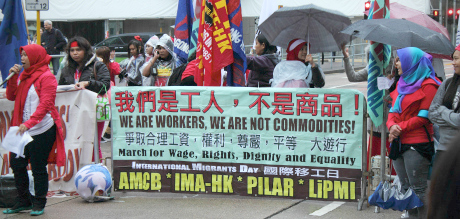 我們是工人，不是商品！
WE ARE WORKERS, WE ARE NOT COMMODITIES!
爭取合理工資，權利，尊嚴，平等 大遊行
March for Wage, Rights, Dignity and Equality
INTERNATIONAL MIGRANTS DAY 國際移工日
AMCB * IMA-HK * PILAR * LiPMI